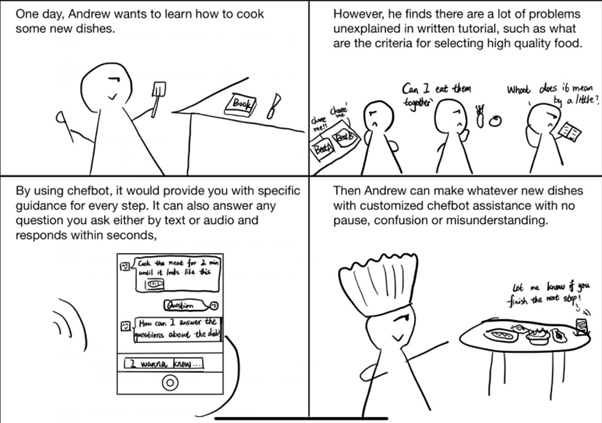 One day, Andrew wants to learn how to cook
some new dishes.
Book
However, he finds there are a lot of problems
unexplained in written tutorial, such as what
are the criteria for selecting high quality food.
chose
me!!
chose
me!
Beef A
Beef B
Can I eat them
together
What does it mean
by a little?
By using chefbot, it would provide you with specific
guidance for every step. It can also answer any
question you ask either by text or audio and
responds within seconds,
Cook the meat for 2 min
until it looks like this
Question
How can I answer the
questions about the dish?
I wanna know...
Then Andrew can make whatever new dishes
with customized chefbot assistance with no
pause, confusion or misunderstanding.
Let me know if you
finish the next step!